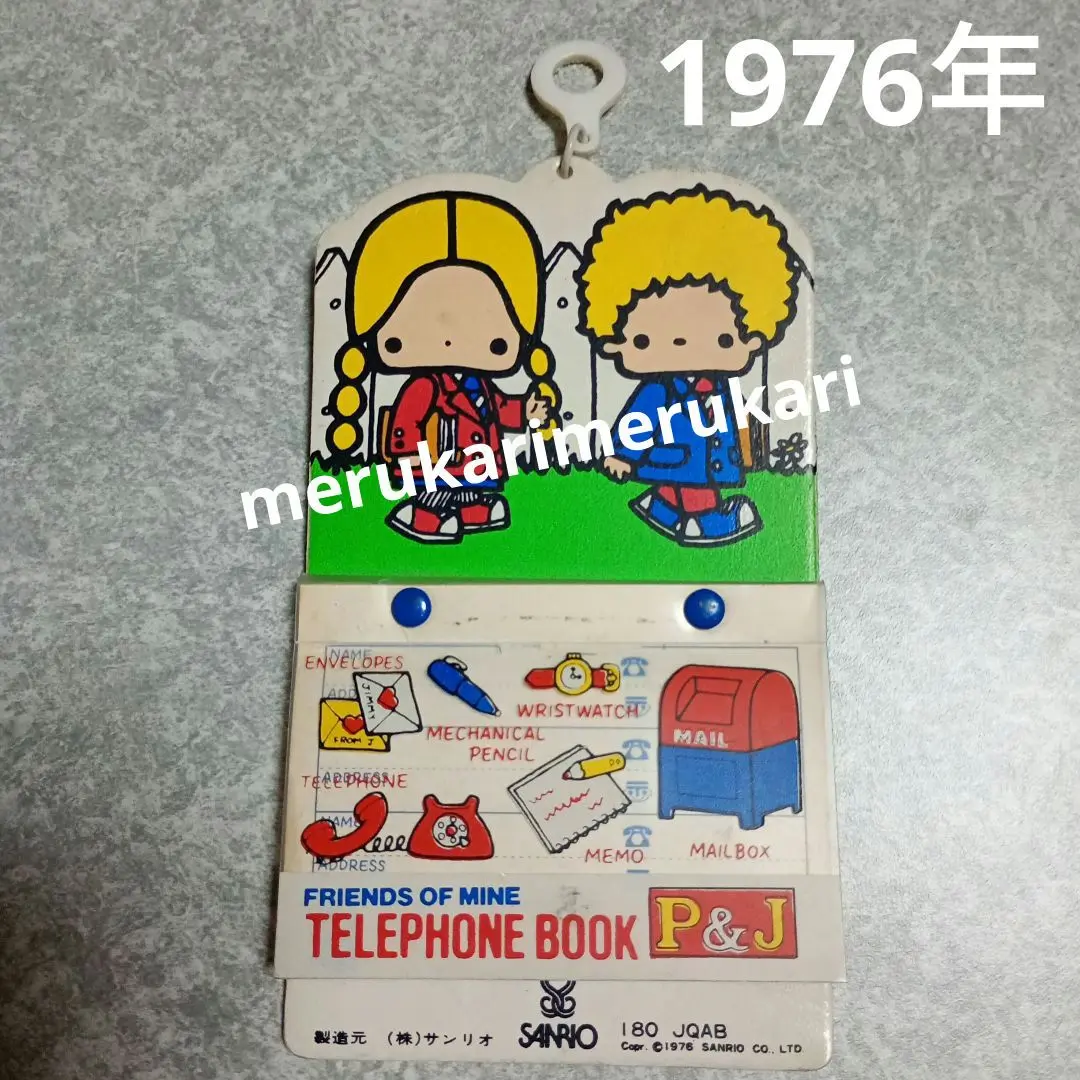 1976年
merukarimerukari
NAME
ENVELOPES
ADD
JIMMY
FROM J
WRISTWATCH
MECHANICAL
PENCIL
MAIL
ADDRESS
TELEPHONE
NAME
MEMO
MAILBOX
ADDRESS
FRIENDS OF MINE
TELEPHONE BOOK
P&J
製造元 (株)サンリオ
SANRIO
180 JQAB
Copr. ©1976 SANRIO CO., LTD.